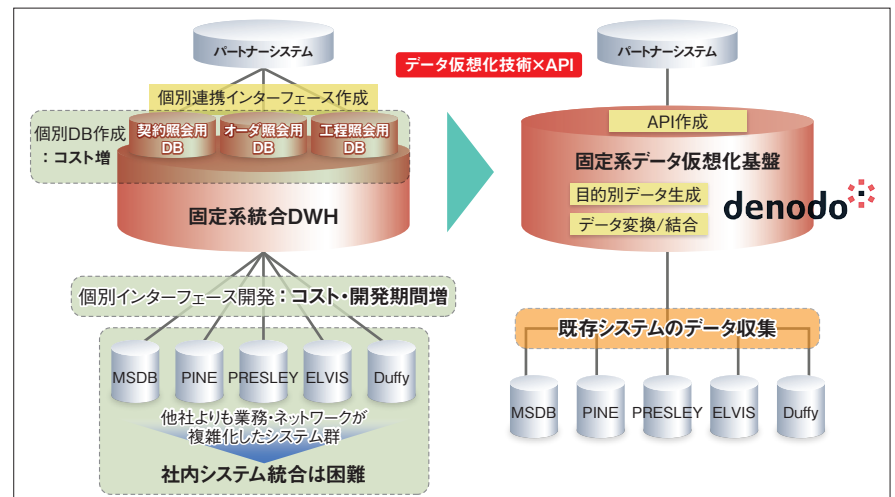 パートナーシステム
個別連携インターフェース作成
個別DB作成
:コスト増
契約照会用
DB
オーダ照会用
DB
工程照会用
DB
固定系統合DWH
個別インターフェース開発:コスト・開発期間増
MSDB
PINE
PRESLEY
ELVIS
Duffy
他社よりも業務・ネットワークが
複雑化したシステム群
社内システム統合は困難
データ仮想化技術×API
パートナーシステム
API作成
固定系データ仮想化基盤
目的別データ生成
データ変換/結合
denodo
既存システムのデータ収集
MSDB
PINE
PRESLEY
ELVIS
Duffy